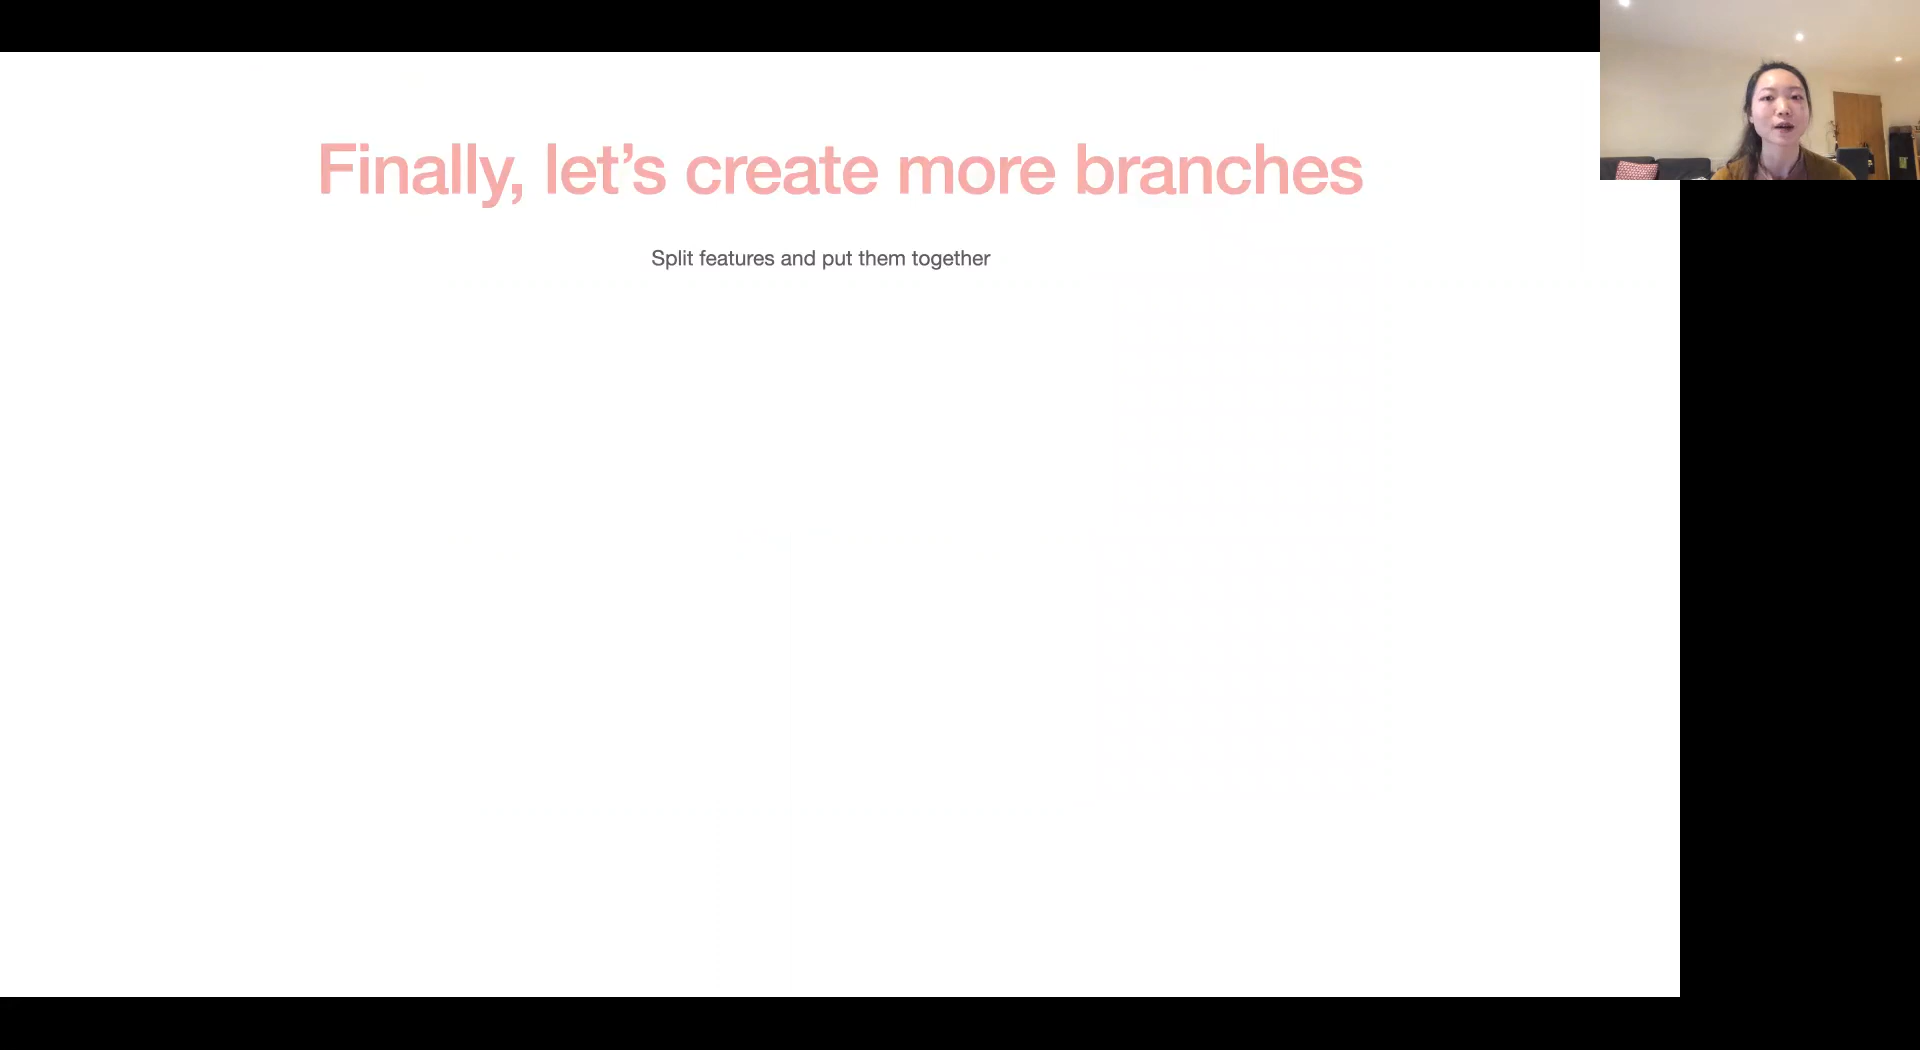 Finally, let’s create more branches
Split features and put them together